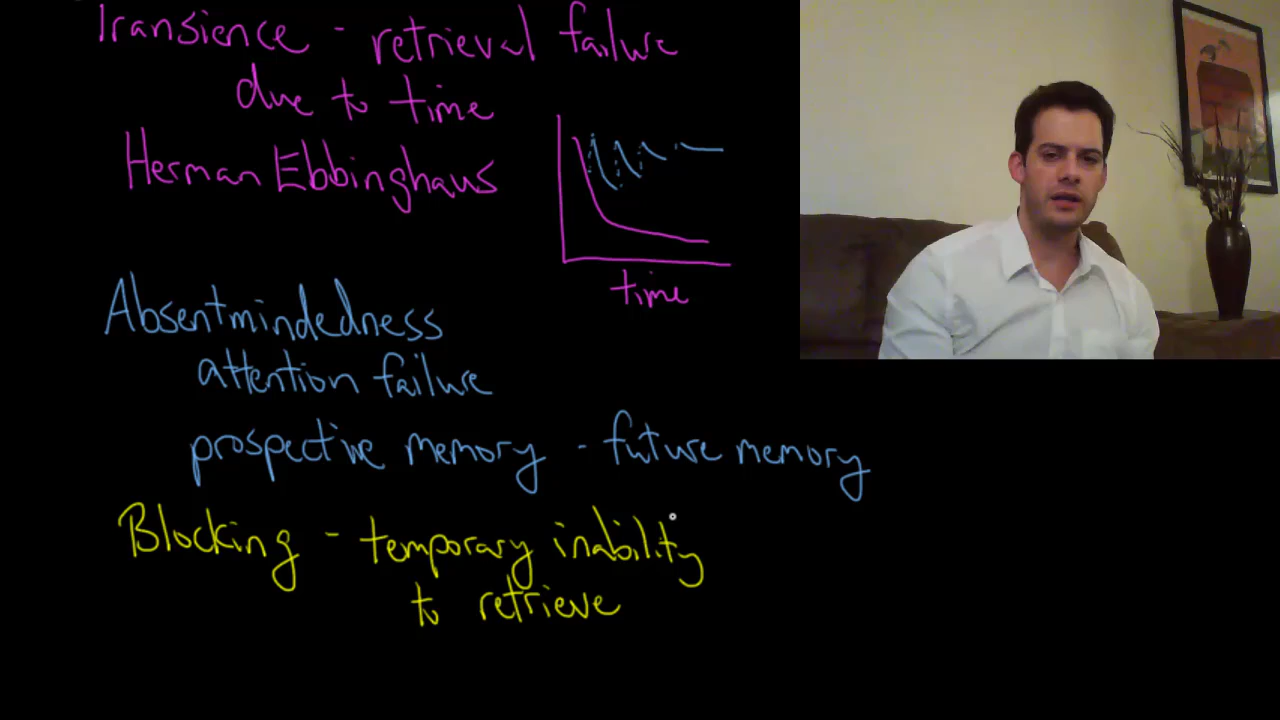 Transience - retrieval failure
due to time
Herman Ebbinghaus
time
Absentmindedness
attention failure
prospective memory - future memory
Blocking - temporary inability
to retrieve